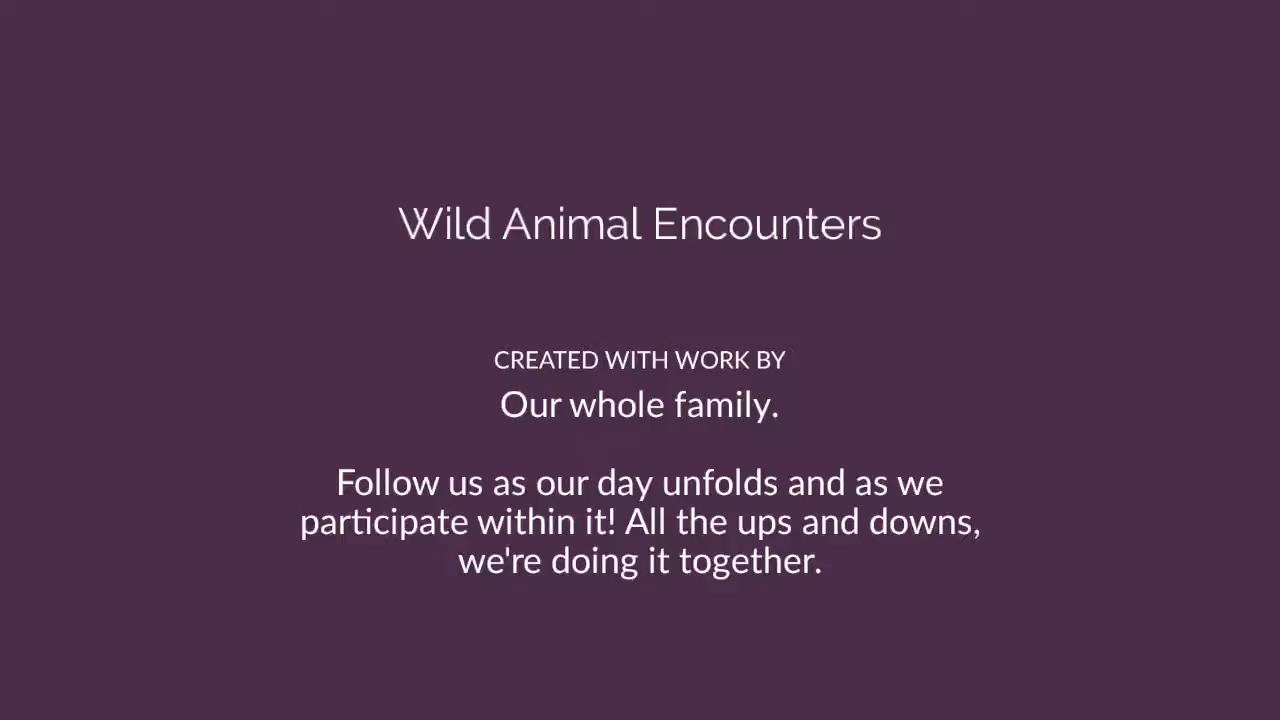 Wild Animal Encounters
CREATED WITH WORK BY
Our whole family.
Follow us as our day unfolds and as we
participate within it! All the ups and downs,
we're doing it together.